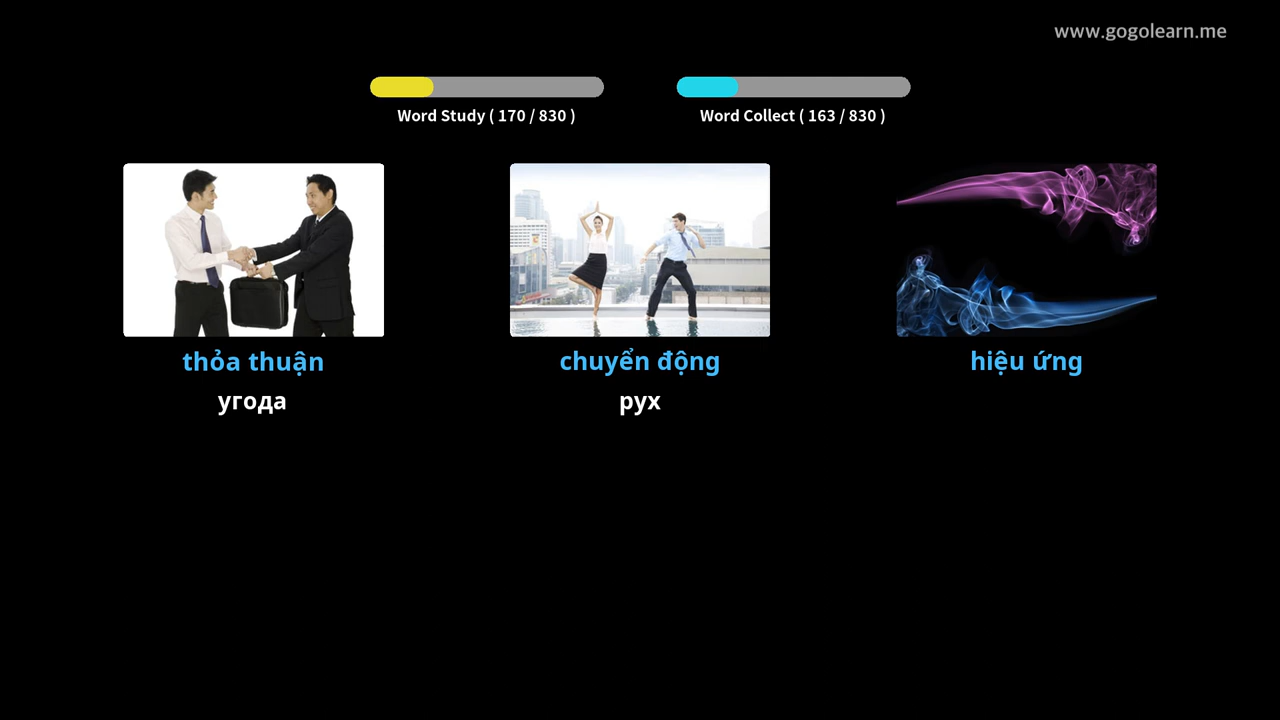 www.gogolearn.me
Word Study ( 170 / 830 )
Word Collect ( 163 / 830 )
thỏa thuận
chuyển động
hiệu ứng
угода
рух